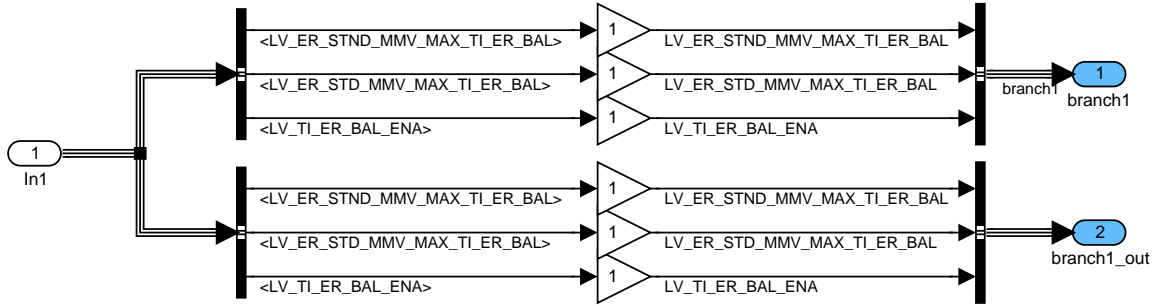 <LV_ER_STND_MMV_MAX_TI_ER_BAL>
1
LV_ER_STND_MMV_MAX_TI_ER_BAL
<LV_ER_STD_MMV_MAX_TI_ER_BAL>
1
LV_ER_STD_MMV_MAX_TI_ER_BAL
branch1
1
branch1
<LV_TI_ER_BAL_ENA>
1
LV_TI_ER_BAL_ENA
1
In1
<LV_ER_STND_MMV_MAX_TI_ER_BAL>
1
LV_ER_STND_MMV_MAX_TI_ER_BAL
<LV_ER_STD_MMV_MAX_TI_ER_BAL>
1
LV_ER_STD_MMV_MAX_TI_ER_BAL
2
branch1_out
<LV_TI_ER_BAL_ENA>
1
LV_TI_ER_BAL_ENA